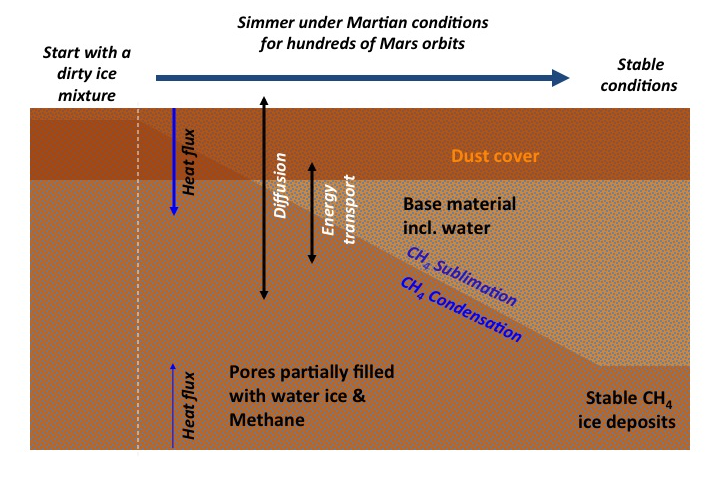 Simmer under Martian conditions
for hundreds of Mars orbits
Start with a
dirty ice
mixture
Stable
conditions
Heat flux
Diffusion
Energy
transport
Dust cover
Base material
incl. water
CH₄ Sublimation
CH₄ Condensation
Heat flux
Pores partially filled
with water ice &
Methane
Stable CH₄
ice deposits